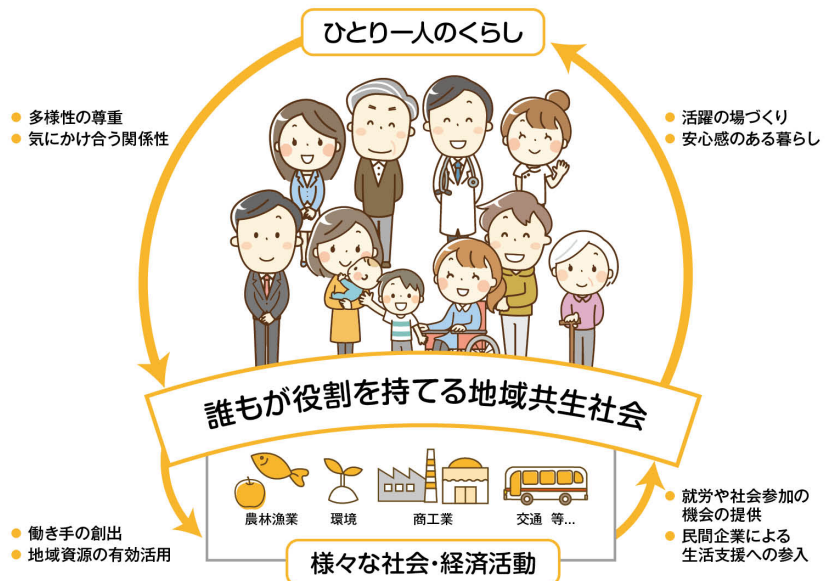 ひとり一人のくらし
● 多様性の尊重
● 気にかけ合う関係性
● 活躍の場づくり
● 安心感のある暮らし
誰もが役割を持てる地域共生社会
農林漁業
環境
商工業
交通 等...
● 働き手の創出
● 地域資源の有効活用
● 就労や社会参加の
機会の提供
● 民間企業による
生活支援への参入
様々な社会・経済活動